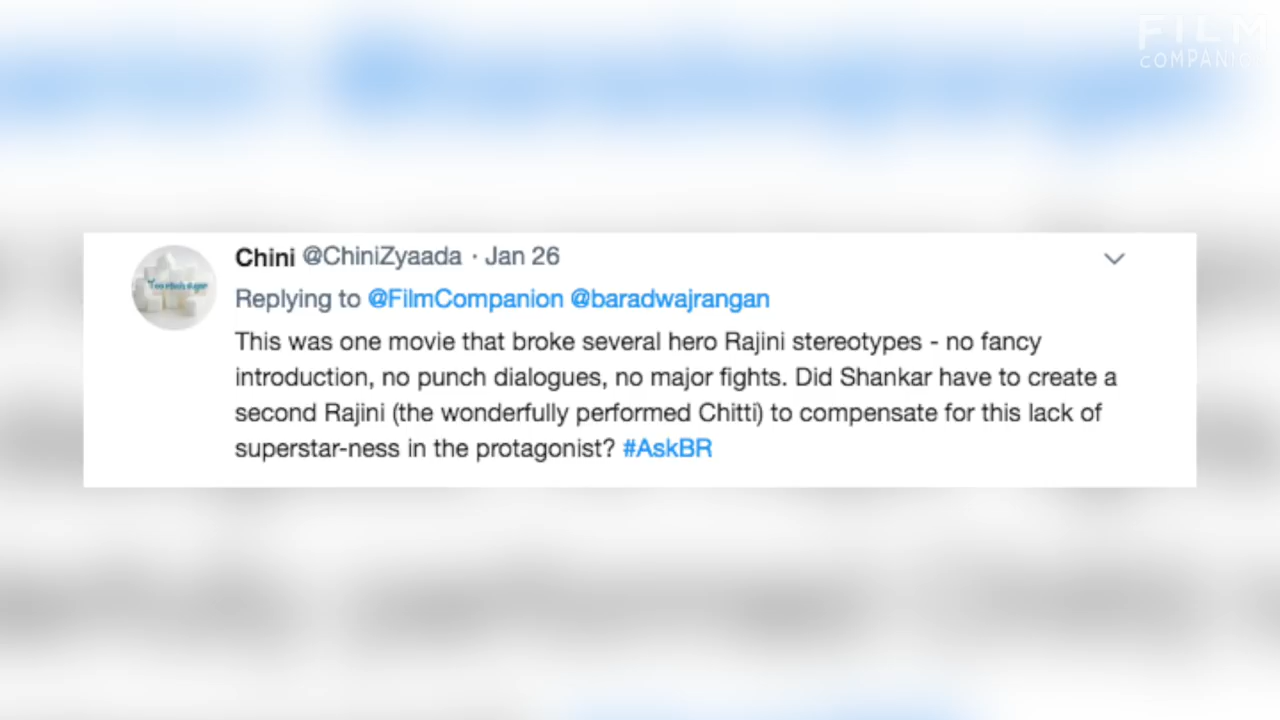 FILM
COMPANION
Chini @ChiniZyaada · Jan 26
Replying to @FilmCompanion @baradwajrangan
This was one movie that broke several hero Rajini stereotypes - no fancy
introduction, no punch dialogues, no major fights. Did Shankar have to create a
second Rajini (the wonderfully performed Chitti) to compensate for this lack of
superstar-ness in the protagonist? #AskBR